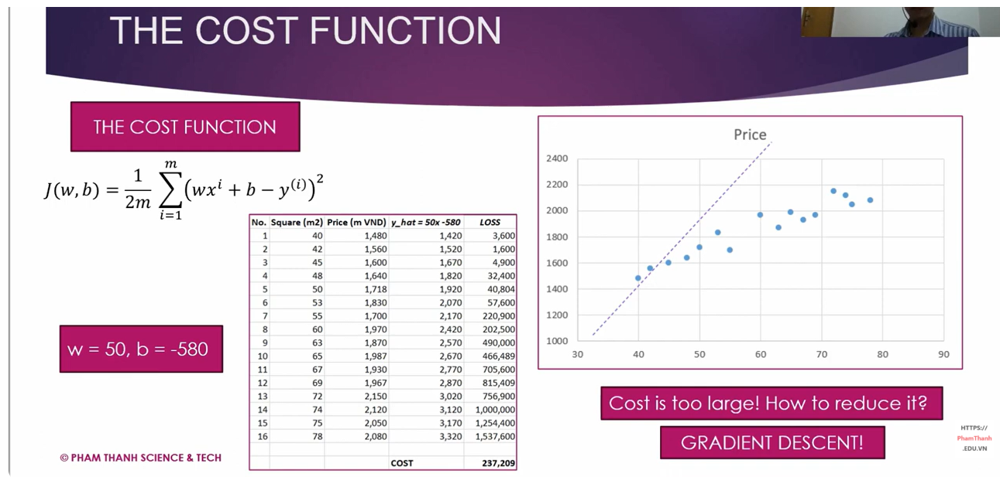 THE COST FUNCTION
THE COST FUNCTION
J(w, b) = \frac{1}{2m} \sum_{i=1}^{m} (wx^i + b − y^{(i)})^2
No. Square (m2) Price (m VND) y_hat = 50x -580 LOSS
1 40 1,480 1,420 3,600
2 42 1,560 1,520 1,600
3 45 1,600 1,670 4,900
4 48 1,640 1,820 32,400
5 50 1,718 1,920 40,804
6 53 1,830 2,070 57,600
7 55 1,700 2,170 220,900
8 60 1,970 2,420 202,500
9 63 1,870 2,570 490,000
10 65 1,987 2,670 466,489
11 67 1,930 2,770 705,600
12 69 1,967 2,870 815,409
13 72 2,150 3,020 756,900
14 74 2,120 3,120 1,000,000
15 75 2,050 3,170 1,254,400
16 78 2,080 3,320 1,537,600
COST 237,209
w = 50, b = -580
© PHAM THANH SCIENCE & TECH
Price
2400
2200
2000
1800
1600
1400
1200
1000
30 40 50 60 70 80 90
Cost is too large! How to reduce it?
GRADIENT DESCENT!
HTTPS://
PhamThanh
.EDU.VN